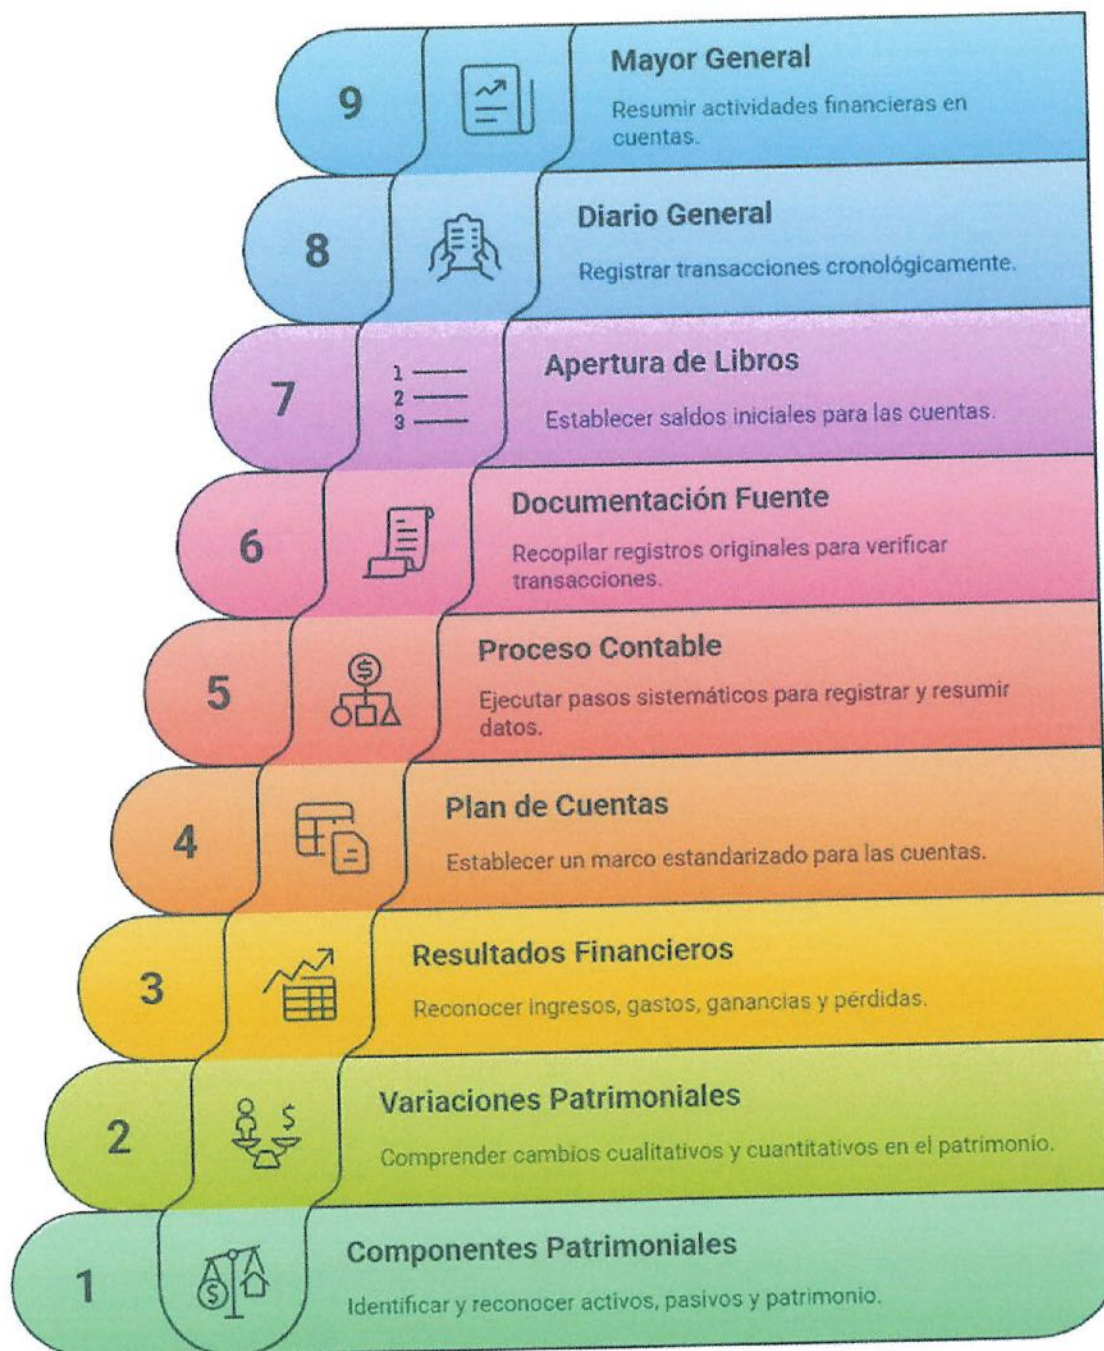 9
Mayor General
Resumir actividades financieras en
cuentas.
8
Diario General
Registrar transacciones cronológicamente.
7
1
2
3
Apertura de Libros
Establecer saldos iniciales para las cuentas.
6
Documentación Fuente
Recopilar registros originales para verificar
transacciones.
5
$
Proceso Contable
Ejecutar pasos sistemáticos para registrar y resumir
datos.
4
Plan de Cuentas
Establecer un marco estandarizado para las cuentas.
3
Resultados Financieros
Reconocer ingresos, gastos, ganancias y pérdidas.
2
$
Variaciones Patrimoniales
Comprender cambios cualitativos y cuantitativos en el patrimonio.
1
$
Componentes Patrimoniales
Identificar y reconocer activos, pasivos y patrimonio.